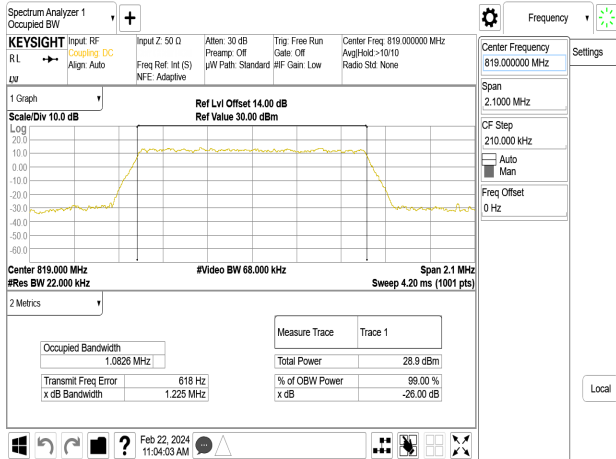 Spectrum Analyzer 1
Occupied BW
Frequency
KEYSIGHT Input: RF Input Z: 50 Ω Atten: 30 dB Trig: Free Run Center Freq: 819.000000 MHz
RL Coupling: DC Preamp: Off Gate: Off Avg|Hold:>10/10
Align: Auto Freq Ref: Int (S) µW Path: Standard #IF Gain: Low Radio Std: None
NFE: Adaptive
Center Frequency
819.000000 MHz
Settings
Span
2.1000 MHz
CF Step
210.000 kHz
Auto
Man
Freq Offset
0 Hz
Local
1 Graph
Ref Lvl Offset 14.00 dB
Scale/Div 10.0 dB Ref Value 30.00 dBm
Log
20.0
10.0
0.00
-10.0
-20.0
-30.0
-40.0
-50.0
-60.0
Center 819.000 MHz #Video BW 68.000 kHz Span 2.1 MHz
#Res BW 22.000 kHz Sweep 4.20 ms (1001 pts)
2 Metrics
Measure Trace Trace 1
Occupied Bandwidth
1.0826 MHz Total Power 28.9 dBm
Transmit Freq Error 618 Hz % of OBW Power 99.00 %
x dB Bandwidth 1.225 MHz x dB -26.00 dB
Feb 22, 2024
11:04:03 AM